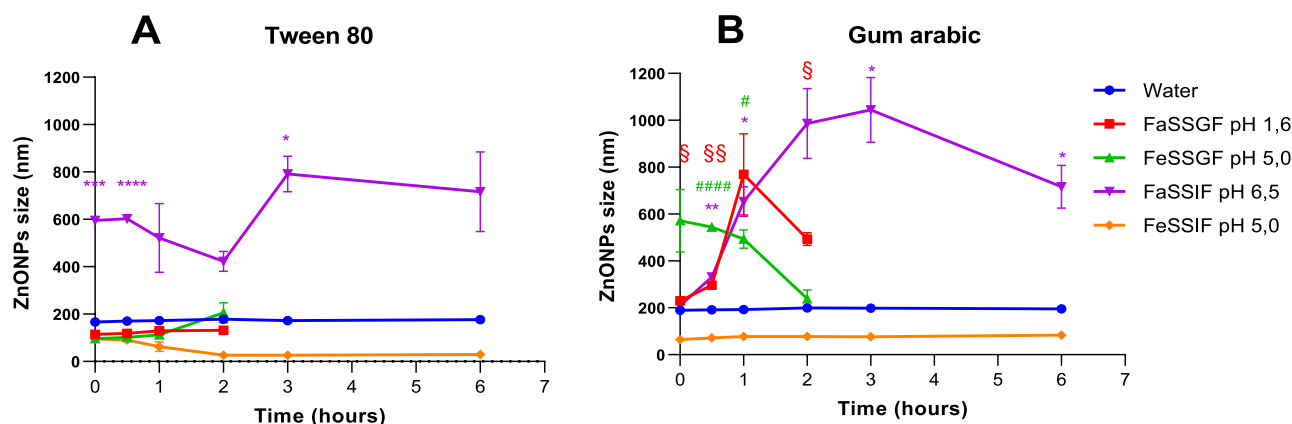 A
Tween 80
ZnONPs size (nm)
1200
1000
800
600
400
200
0
*** **** *
0 1 2 3 4 5 6 7
Time (hours)
B
Gum arabic
ZnONPs size (nm)
1200
1000
800
600
400
200
0
§ §§ § 
#### #
** * * *
0 1 2 3 4 5 6 7
Time (hours)
Water
FaSSGF pH 1,6
FeSSGF pH 5,0
FaSSIF pH 6,5
FeSSIF pH 5,0